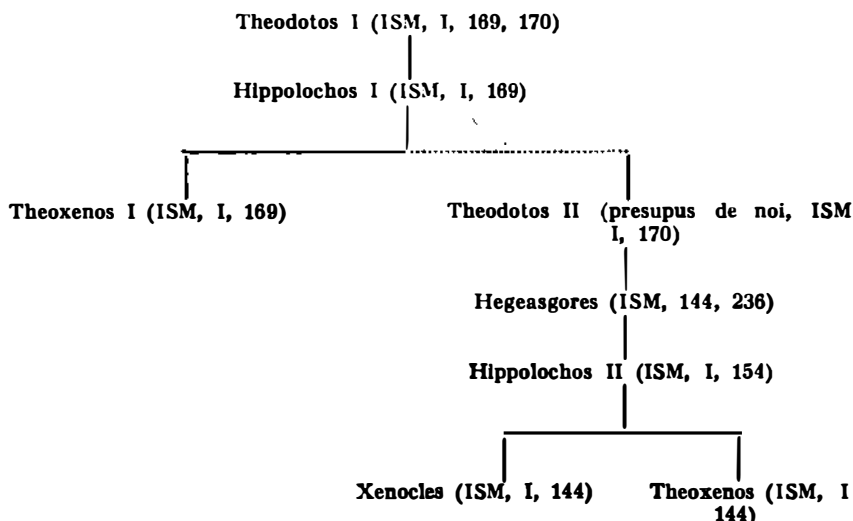 Theodotos I (ISM, I, 169, 170)
Hippolochos I (ISM, I, 169)
Theoxenos I (ISM, I, 169)
Theodotos II (presupus de noi, ISM
I, 170)
Hegeasgores (ISM, 144, 236)
Hippolochos II (ISM, I, 154)
Xenocles (ISM, I, 144)
Theoxenos (ISM, I
144)